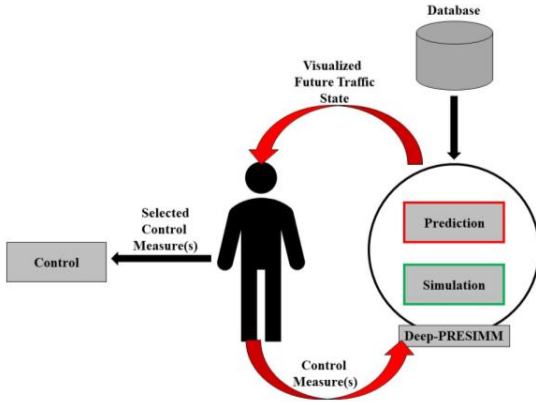 Database
Visualized
Future Traffic
State
Prediction
Selected
Control
Measure(s)
Control
Simulation
Deep-PRESIMM
Control
Measure(s)